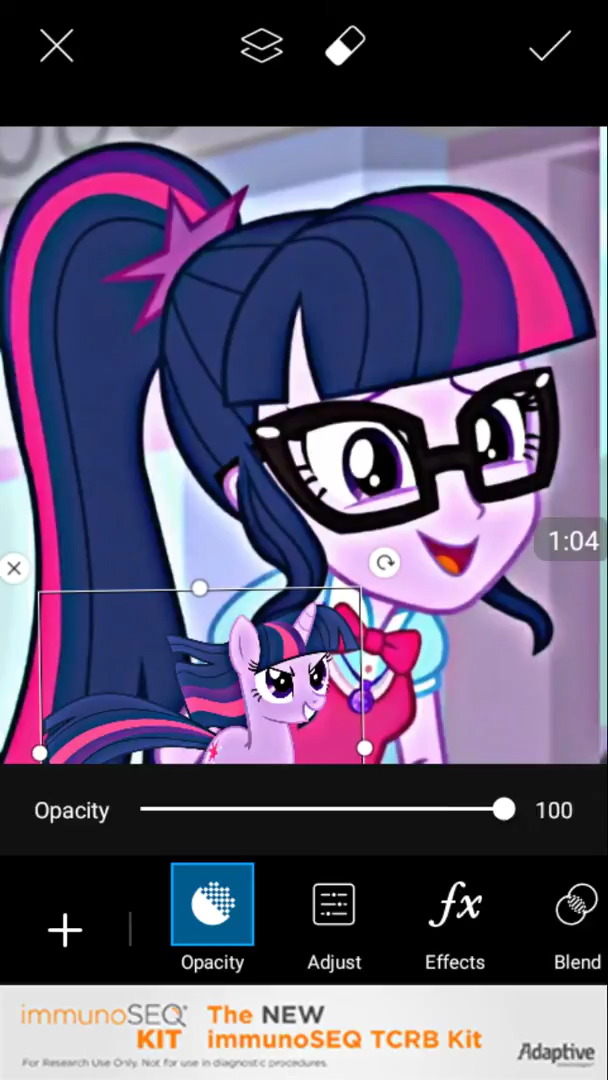 1:04
Opacity 100
fx
Opacity Adjust Effects Blend
immunoSEQ® The NEW
KIT immunoSEQ TCRB Kit
For Research Use Only. Not for use in diagnostic procedures.
Adaptive